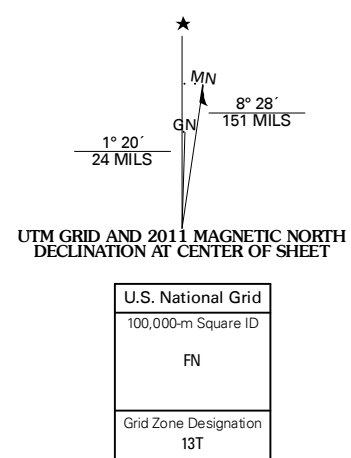 MN
8° 28´
151 MILS
GN
1° 20´
24 MILS
UTM GRID AND 2011 MAGNETIC NORTH
DECLINATION AT CENTER OF SHEET
U.S. National Grid
100,000-m Square ID
FN
Grid Zone Designation
13T